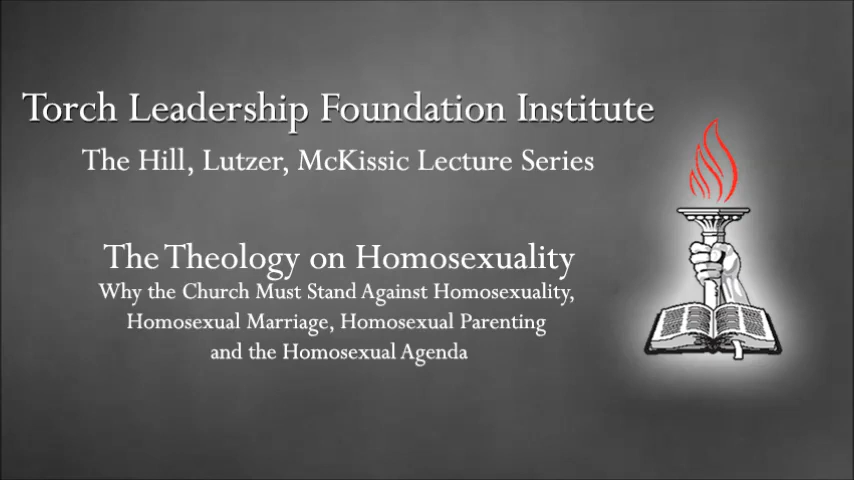 Torch Leadership Foundation Institute
The Hill, Lutzer, McKissic Lecture Series
The Theology on Homosexuality
Why the Church Must Stand Against Homosexuality,
Homosexual Marriage, Homosexual Parenting
and the Homosexual Agenda